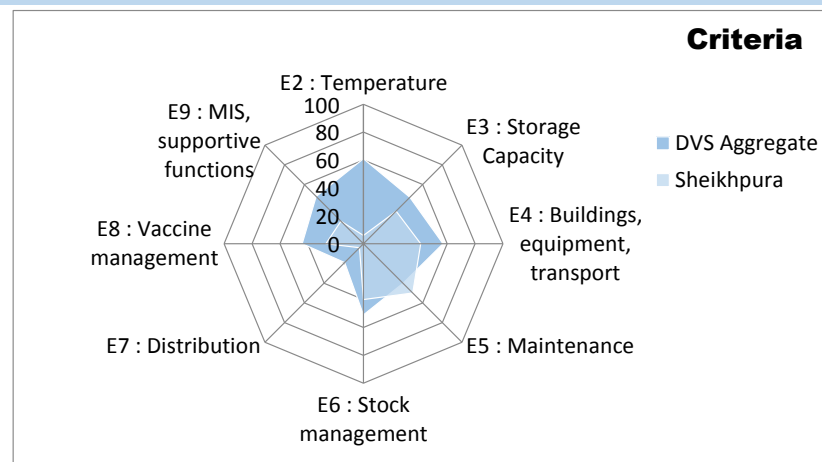 Criteria
E2 : Temperature
100
80
60
40
20
0
E3 : Storage
Capacity
E4 : Buildings,
equipment,
transport
E5 : Maintenance
E6 : Stock
management
E7 : Distribution
E8 : Vaccine
management
E9 : MIS,
supportive
functions
DVS Aggregate
Sheikhpura